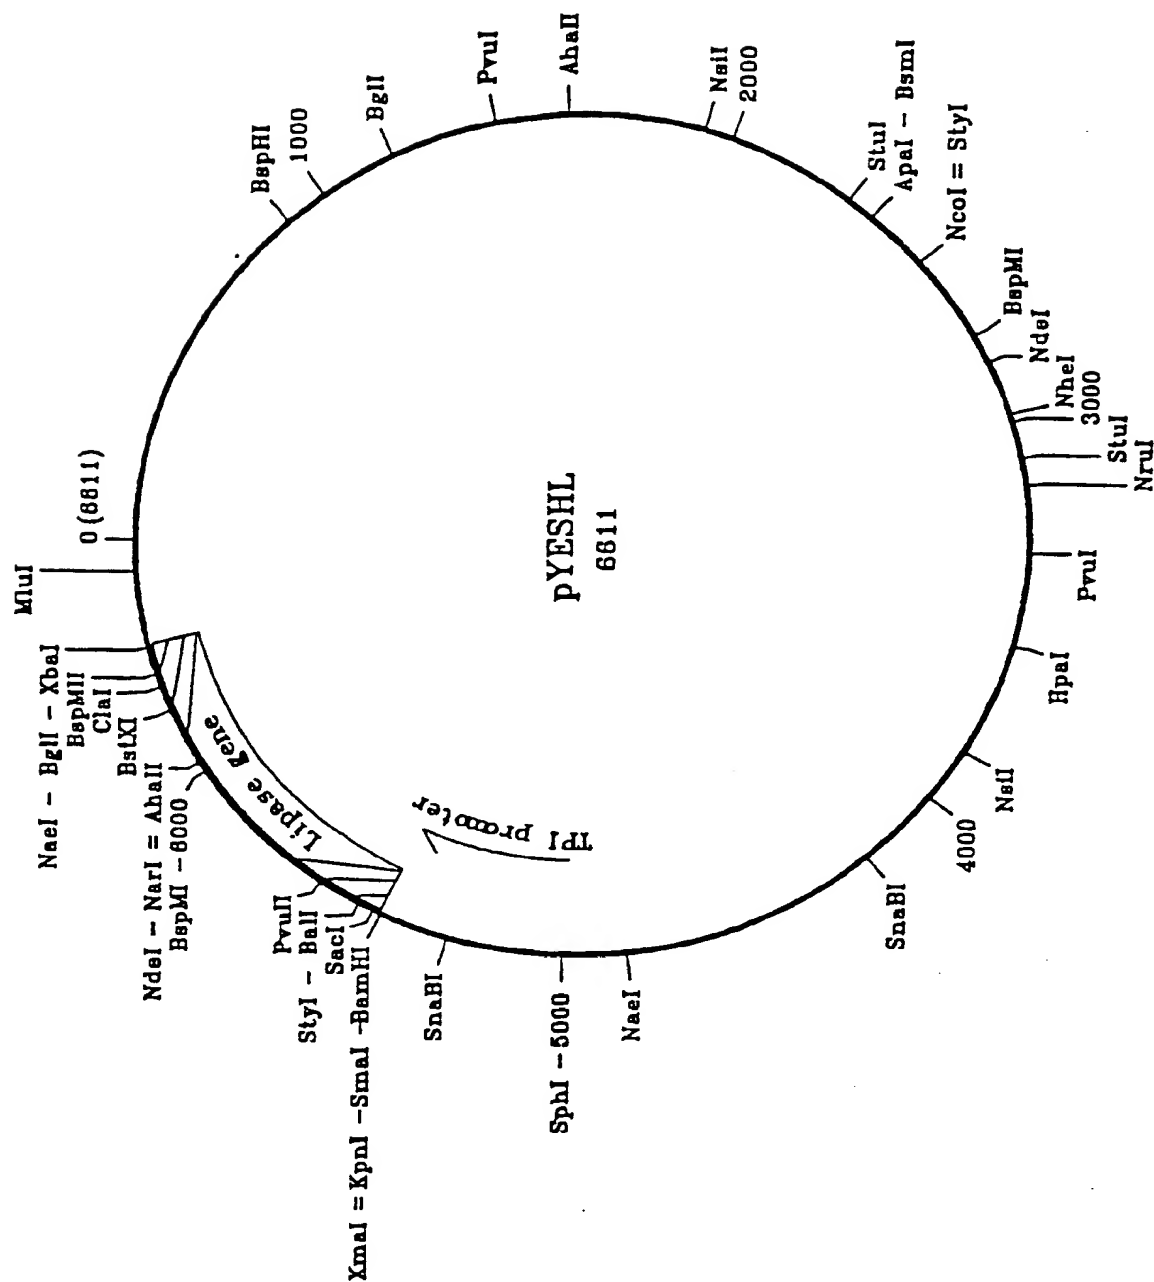 0 (6611)
BspHI
1000
BglI
PvuI
AhaII
NsiI
2000
StuI
ApaI - BsmI
NcoI = StyI
BspMI
NdeI
NheI
3000
StuI
NruI
PvuI
HpaI
NsiI
4000
SnaBI
NaeI
SphI - 5000
SnaBI
XmaI = KpnI - SmaI - BamHI
SacI
StyI - BalI
PvuII
BspMI - 6000
NdeI - NarI = AhaII
BstXI
ClaI
BspMII
NaeI - BglI - XbaI
MluI
Lipase gene
TPI promoter
pYESHL
6611